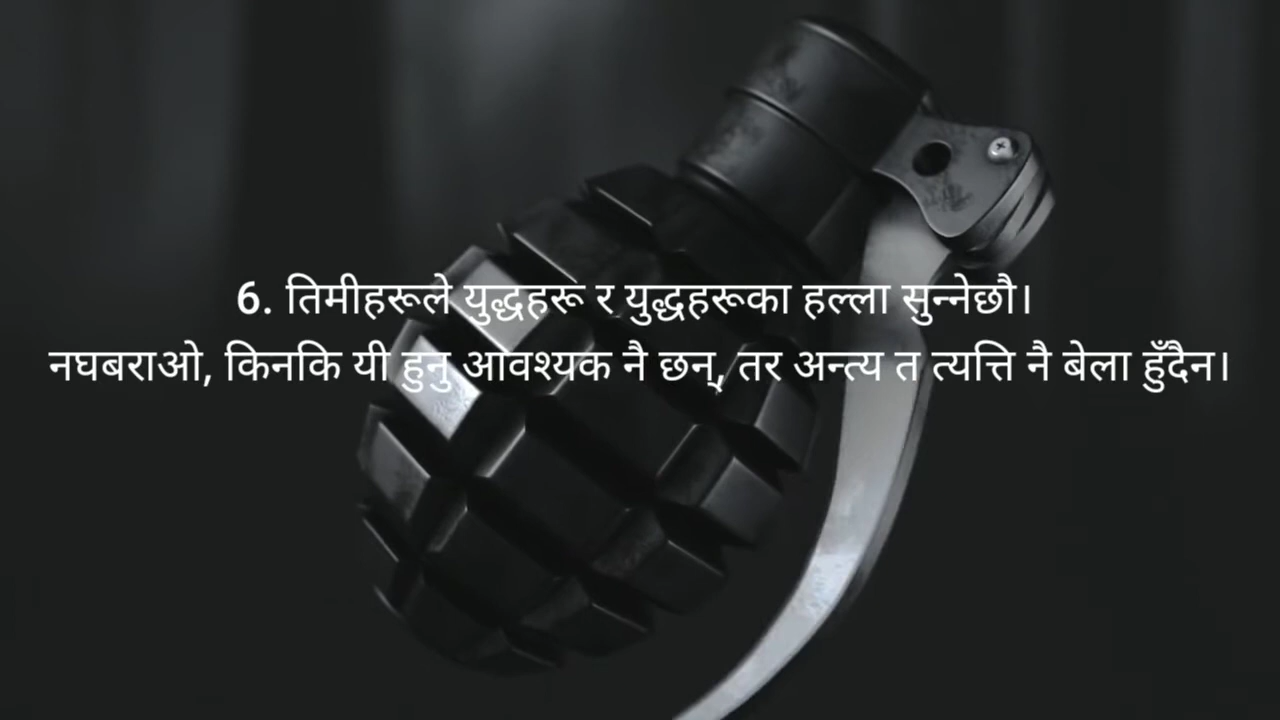 6. तिमीहरूले युद्धहरू र युद्धहरूका हल्ला सुन्नेछौ।
नघबराओ, किनकि यी हुनु आवश्यक नै छन्, तर अन्त्य त त्यत्ति नै बेला हुँदैन।